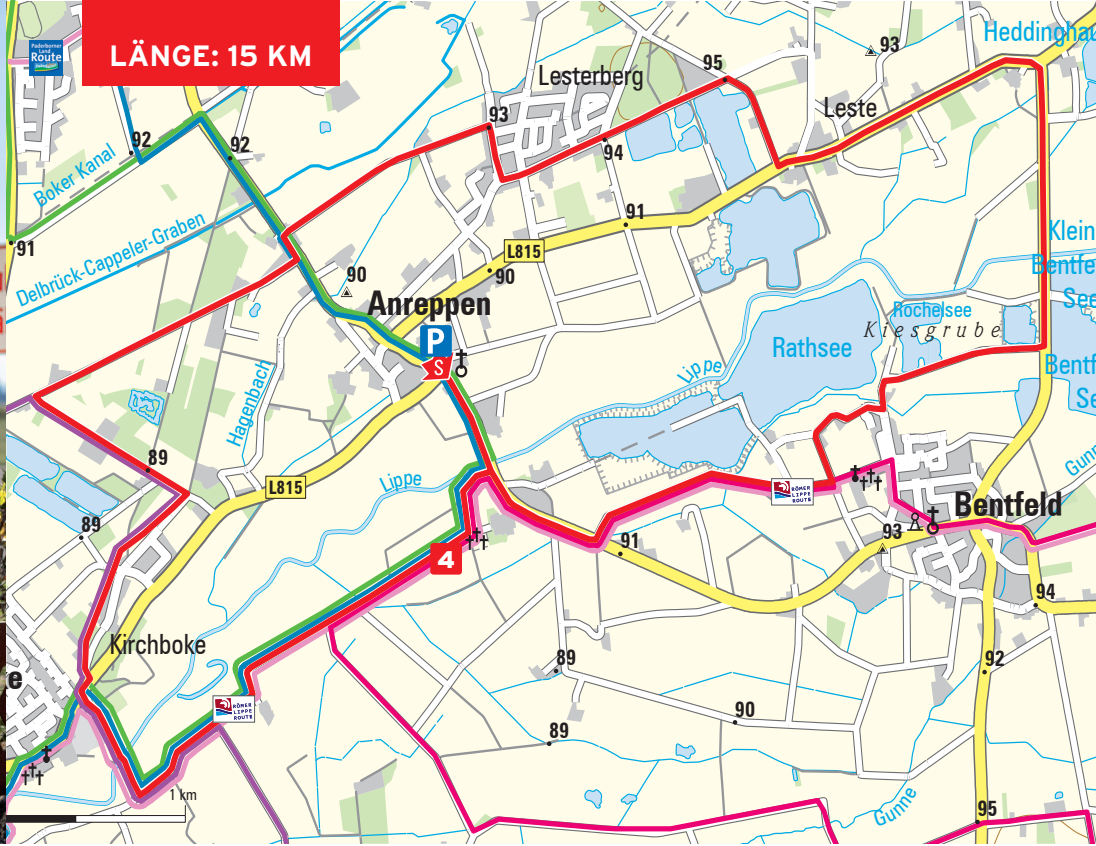 Paderborner
Land
Route
LÄNGE: 15 KM
93
Heddinghau
95
Lesterberg
Leste
93
92
92
94
Boker Kanal
91
91
L815
Klein
Bentfe
See
Delbrück-Cappeler-Graben
90
90
Anreppen
P
S
Rochelsee
Kiesgrube
Rathsee
Lippe
Bentf
Se
Hagenbach
89
L815
Lippe
RÖMER
LIPPE
ROUTE
Gunne
Bentfeld
89
93
91
4
94
Kirchboke
89
92
e
RÖMER
LIPPE
ROUTE
90
89
1 km
Gunne
95